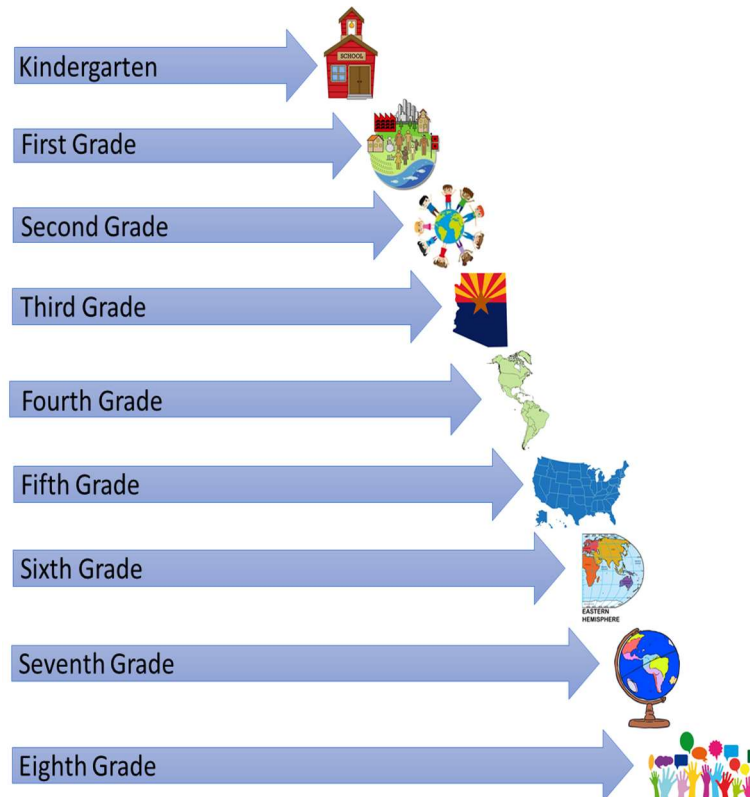 SCHOOL
Kindergarten
First Grade
Second Grade
Third Grade
Fourth Grade
Fifth Grade
Sixth Grade
EASTERN
HEMISPHERE
Seventh Grade
Eighth Grade